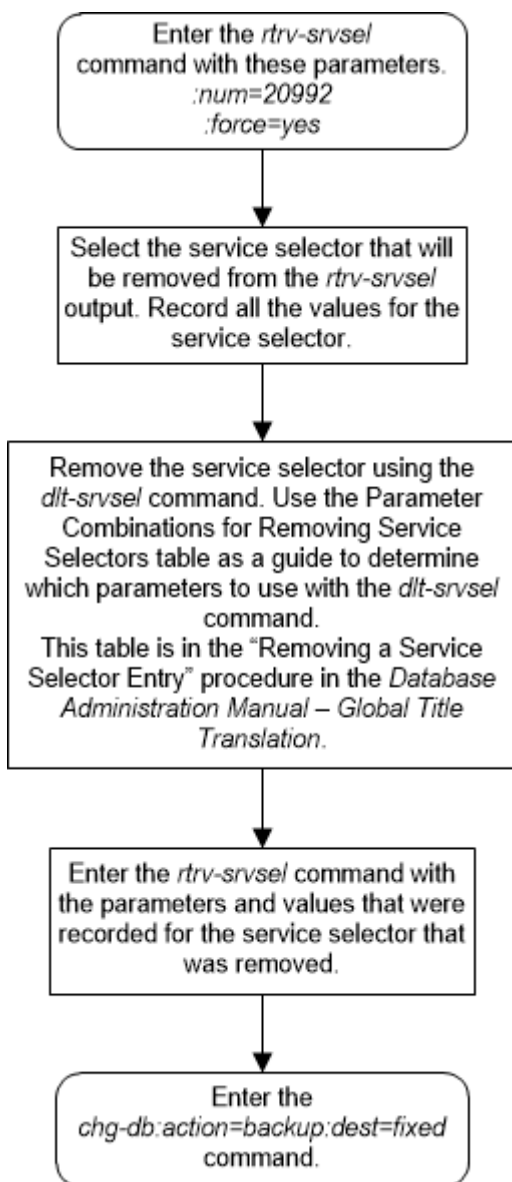 Enter the rtrv-srvsel
command with these parameters.
:num=20992
:force=yes
Select the service selector that will
be removed from the rtrv-srvsel
output. Record all the values for the
service selector.
Remove the service selector using the
dlt-srvsel command. Use the Parameter
Combinations for Removing Service
Selectors table as a guide to determine
which parameters to use with the dlt-srvsel
command.
This table is in the “Removing a Service
Selector Entry” procedure in the Database
Administration Manual – Global Title
Translation.
Enter the rtrv-srvsel command with
the parameters and values that were
recorded for the service selector that
was removed.
Enter the
chg-db:action=backup:dest=fixed
command.